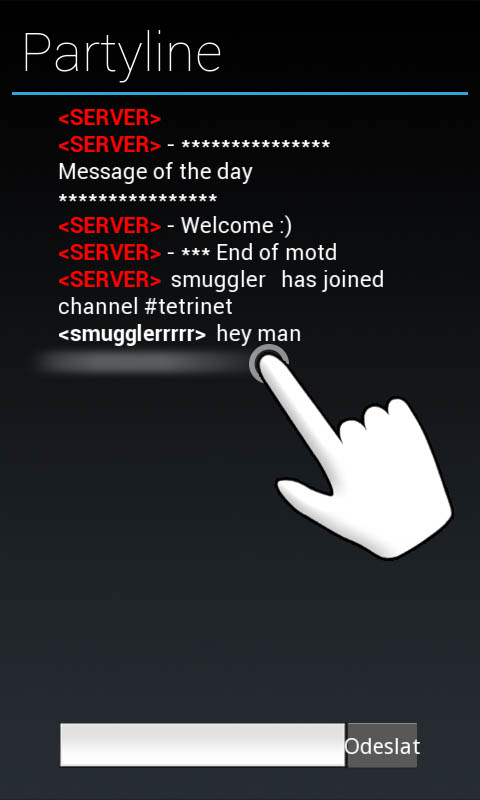 Partyline
<SERVER>
<SERVER> - ***************
Message of the day
****************
<SERVER> - Welcome :)
<SERVER> - *** End of motd
<SERVER> smuggler has joined
channel #tetrinet
<smugglerrrrr> hey man
Odeslat